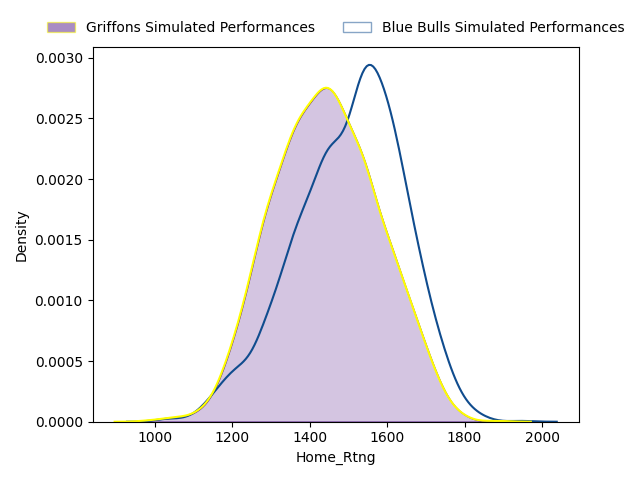 Griffons Simulated Performances
Blue Bulls Simulated Performances
0.0030
0.0025
0.0020
0.0015
0.0010
0.0005
0.0000
Density
1000 1200 1400 1600 1800 2000
Home_Rtng